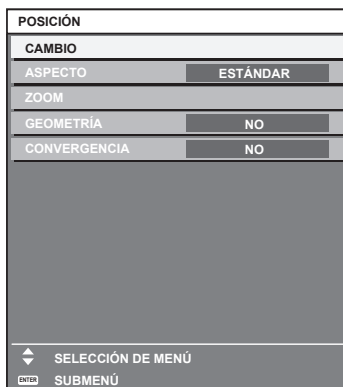 POSICIÓN
CAMBIO
ASPECTO ESTÁNDAR
ZOOM
GEOMETRÍA NO
CONVERGENCIA NO
SELECCIÓN DE MENÚ
ENTER SUBMENÚ